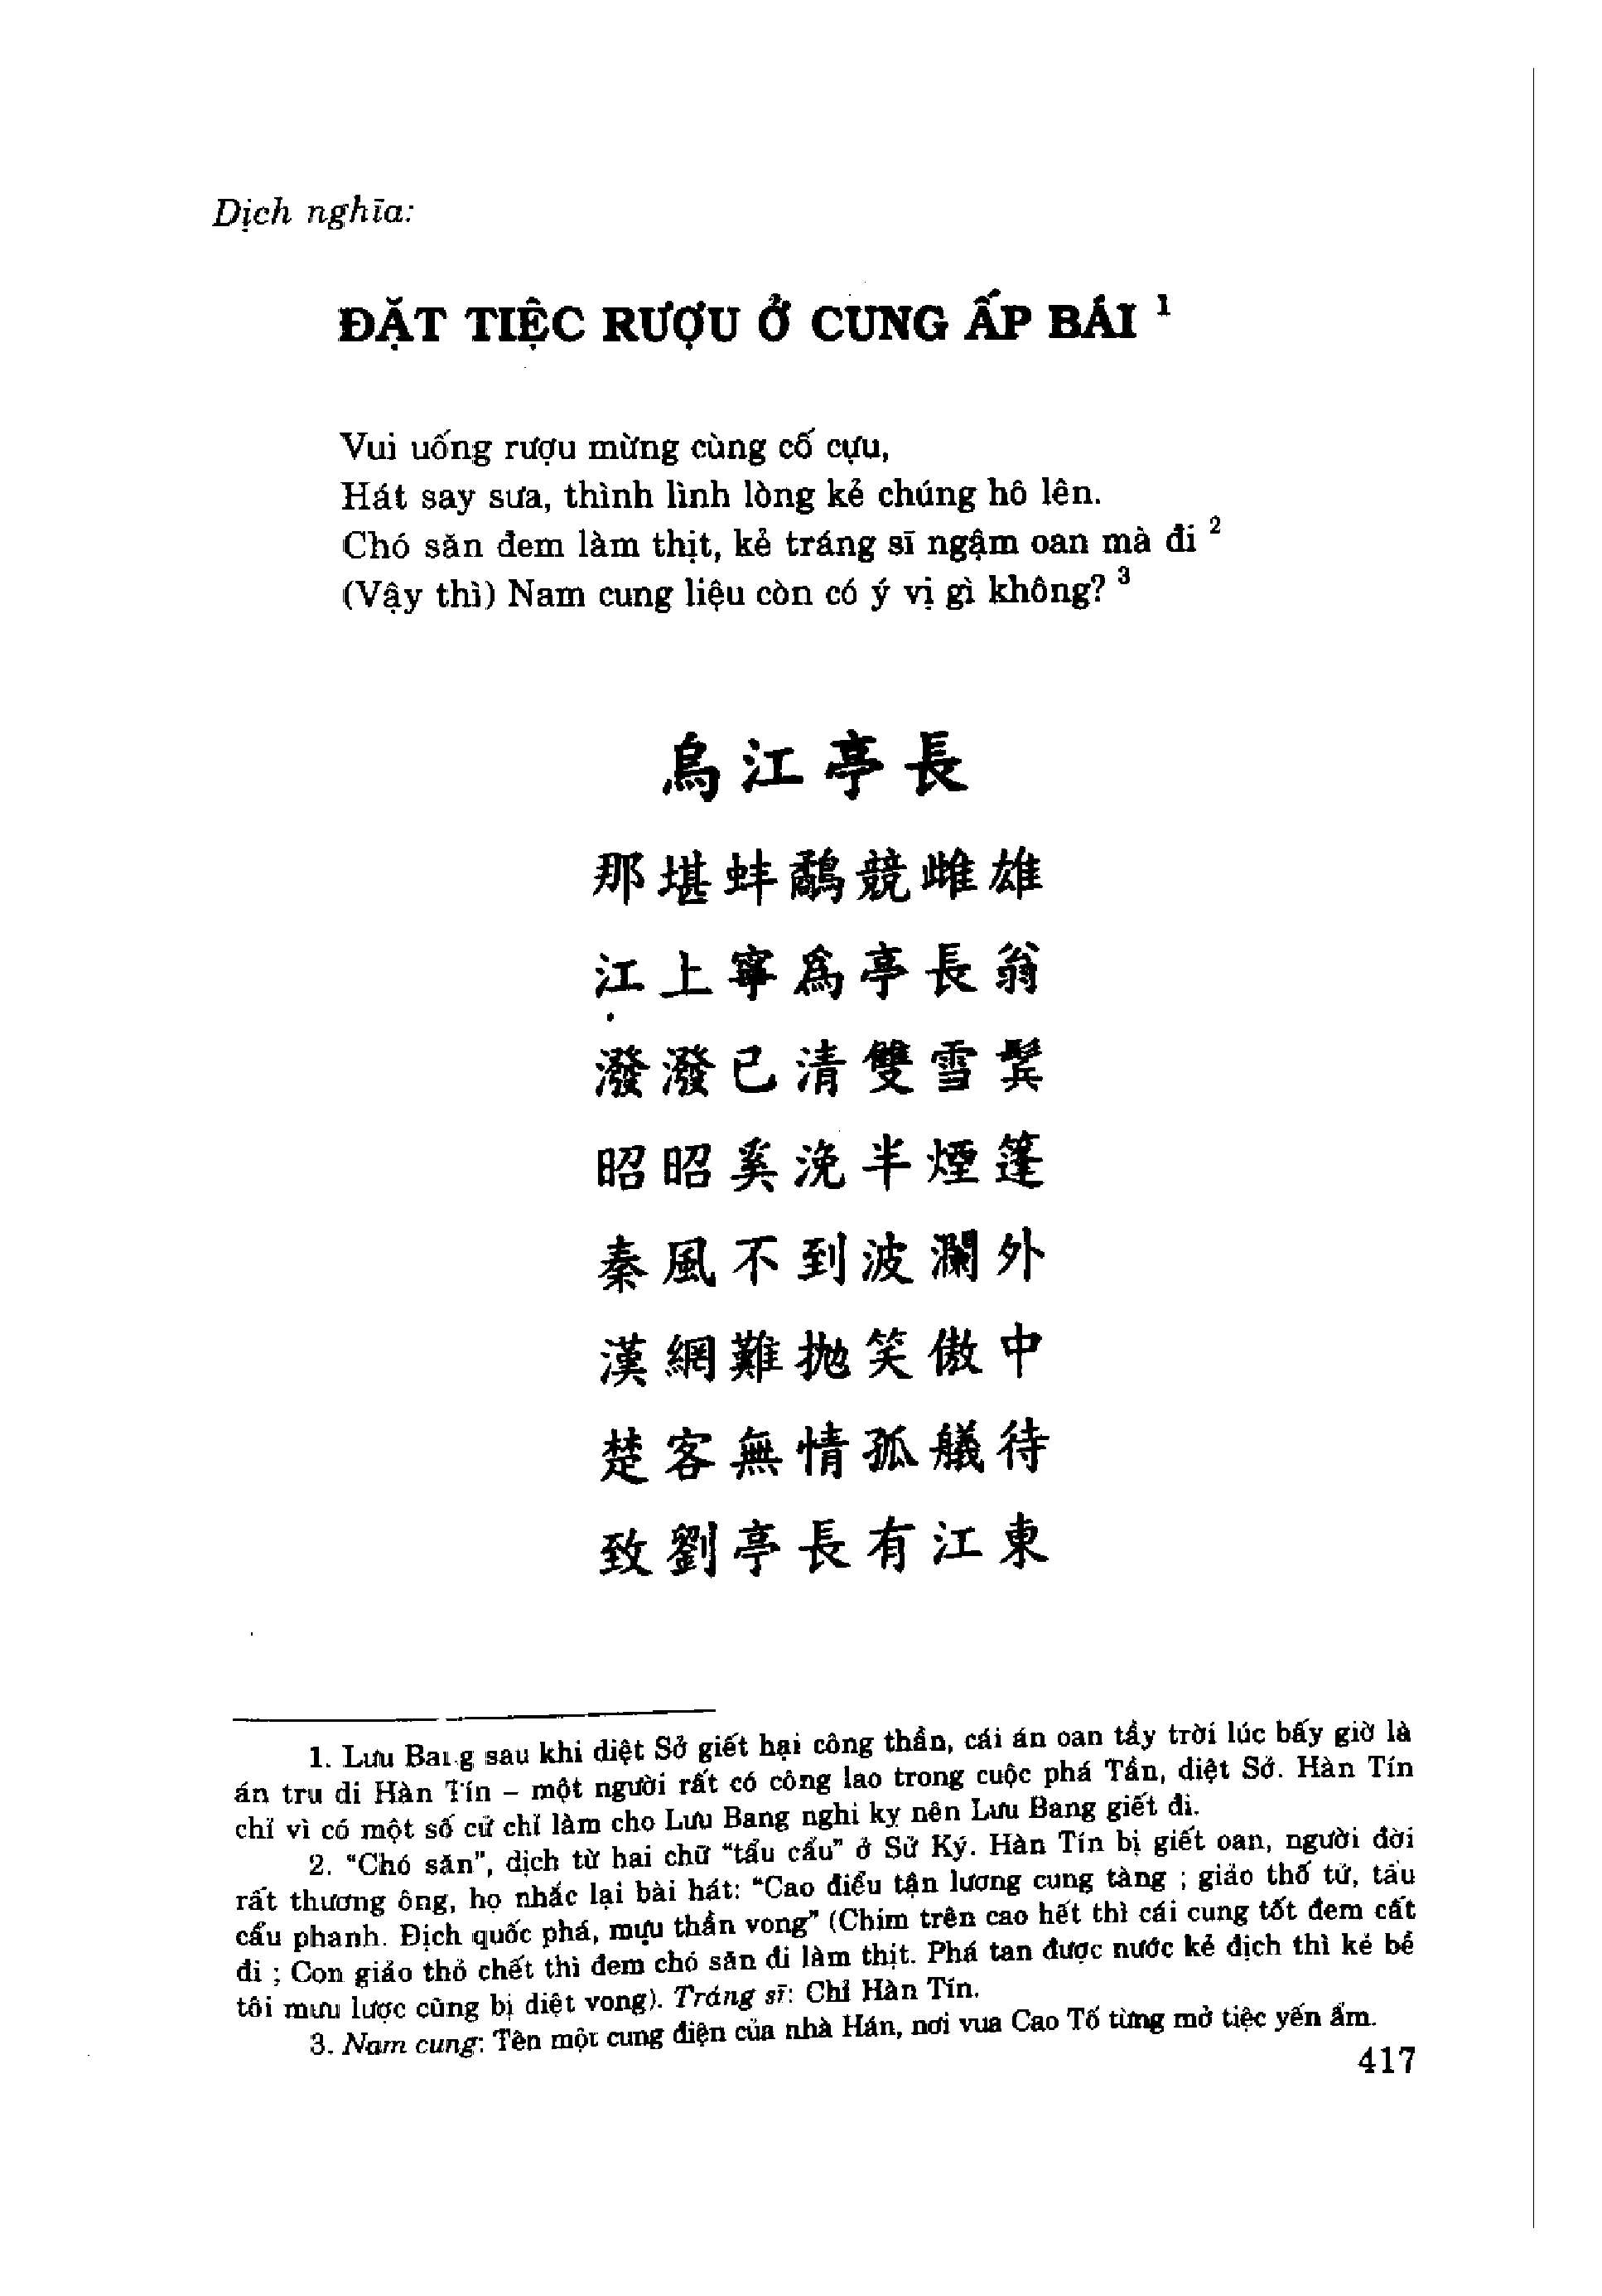 Dịch nghĩa:
ĐẶT TIỆC RƯỢU Ở CUNG ẤP BÁI 1
Vui uống rượu mừng cùng cố cựu,
Hát say sưa, thình lình lòng kẻ chúng hô lên.
Chó săn đem làm thịt, kẻ tráng sĩ ngậm oan mà đi 2
(Vậy thì) Nam cung liệu còn có ý vị gì không? 3
烏江亭長
那堪蚌鷸競雌雄
江上寧爲亭長翁
潑潑已清雙雪鬂
昭昭奚浼半煙篷
秦風不到波瀾外
漢網難拋笑傲中
楚客無情孤艤待
致劉亭長有江東
1. Lưu Bang sau khi diệt Sở giết hại công thần, cái án oan tầy trời lúc bấy giờ là
án tru di Hàn Tín – một người rất có công lao trong cuộc phá Tần, diệt Sở. Hàn Tín
chỉ vì có một số cử chỉ làm cho Lưu Bang nghi kỵ nên Lưu Bang giết đi.
2. "Chó săn", dịch từ hai chữ "tẩu cẩu" ở Sử Ký. Hàn Tín bị giết oan, người đời
rất thương ông, họ nhắc lại bài hát: "Cao điểu tận lương cung tàng ; giảo thố tử, tẩu
cẩu phanh. Địch quốc phá, mưu thần vong" (Chim trên cao hết thì cái cung tốt đem cất
đi ; Con giảo thỏ chết thì đem chó săn đi làm thịt. Phá tan được nước kẻ địch thì kẻ bề
tôi mưu lược cũng bị diệt vong). Tráng sĩ: Chỉ Hàn Tín.
3. Nam cung: Tên một cung điện của nhà Hán, nơi vua Cao Tổ từng mở tiệc yến ẩm.
417